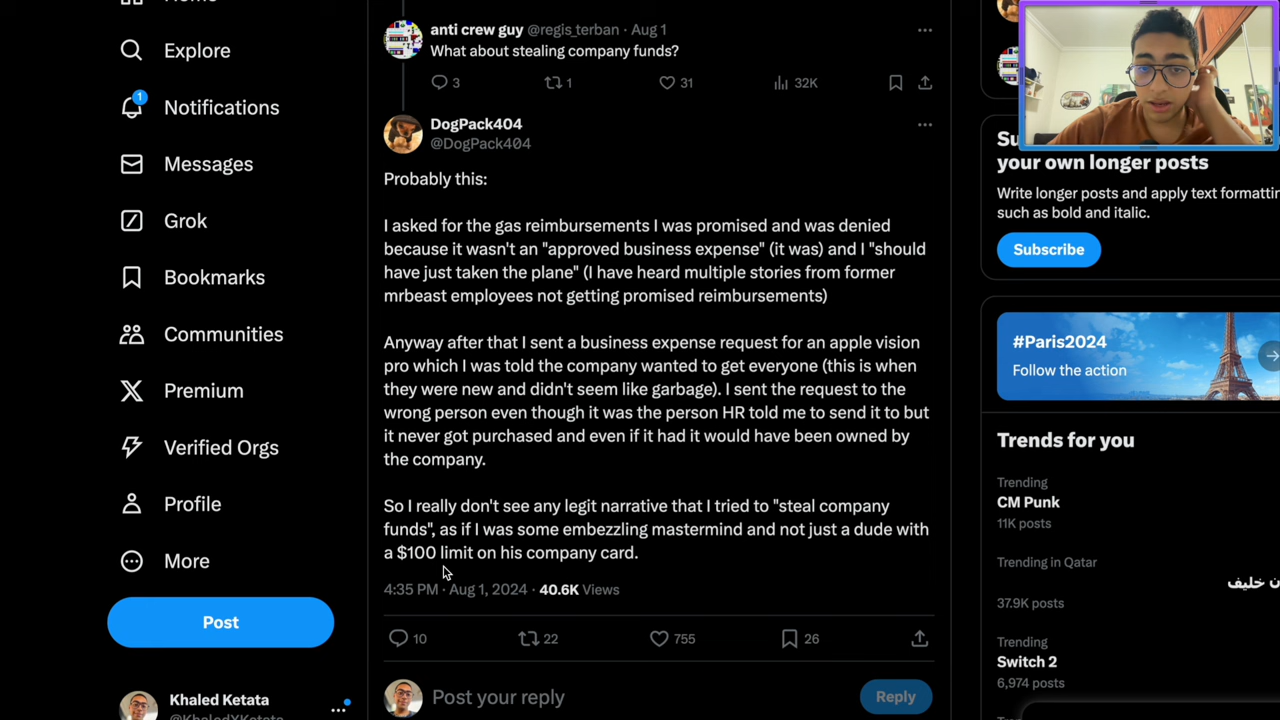 Explore
1
Notifications
Messages
Grok
Bookmarks
Communities
Premium
Verified Orgs
Profile
More
Post
Khaled Ketata
@KhaledXKetata
anti crew guy @regis_terban · Aug 1
What about stealing company funds?
3 1 31 32K
DogPack404
@DogPack404
Probably this:
I asked for the gas reimbursements I was promised and was denied
because it wasn't an "approved business expense" (it was) and I "should
have just taken the plane" (I have heard multiple stories from former
mrbeast employees not getting promised reimbursements)
Anyway after that I sent a business expense request for an apple vision
pro which I was told the company wanted to get everyone (this is when
they were new and didn't seem like garbage). I sent the request to the
wrong person even though it was the person HR told me to send it to but
it never got purchased and even if it had it would have been owned by
the company.
So I really don't see any legit narrative that I tried to "steal company
funds", as if I was some embezzling mastermind and not just a dude with
a $100 limit on his company card.
4:35 PM · Aug 1, 2024 · 40.6K Views
10 22 755 26
Post your reply
Reply
Su
your own longer posts
Write longer posts and apply text formatting
such as bold and italic.
Subscribe
#Paris2024
Follow the action
Trends for you
Trending
CM Punk
11K posts
Trending in Qatar
ن خليف
37.9K posts
Trending
Switch 2
6,974 posts